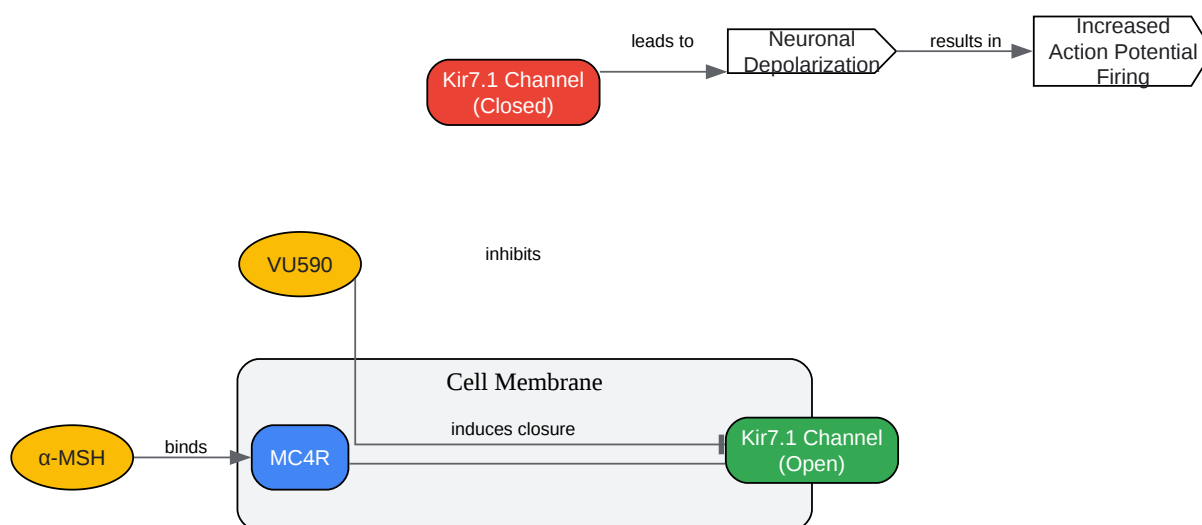 Increased
Action Potential
Firing
leads to
Neuronal
Depolarization
results in
Kir7.1 Channel
(Closed)
VU590
inhibits
Cell Membrane
α-MSH
binds
MC4R
induces closure
Kir7.1 Channel
(Open)